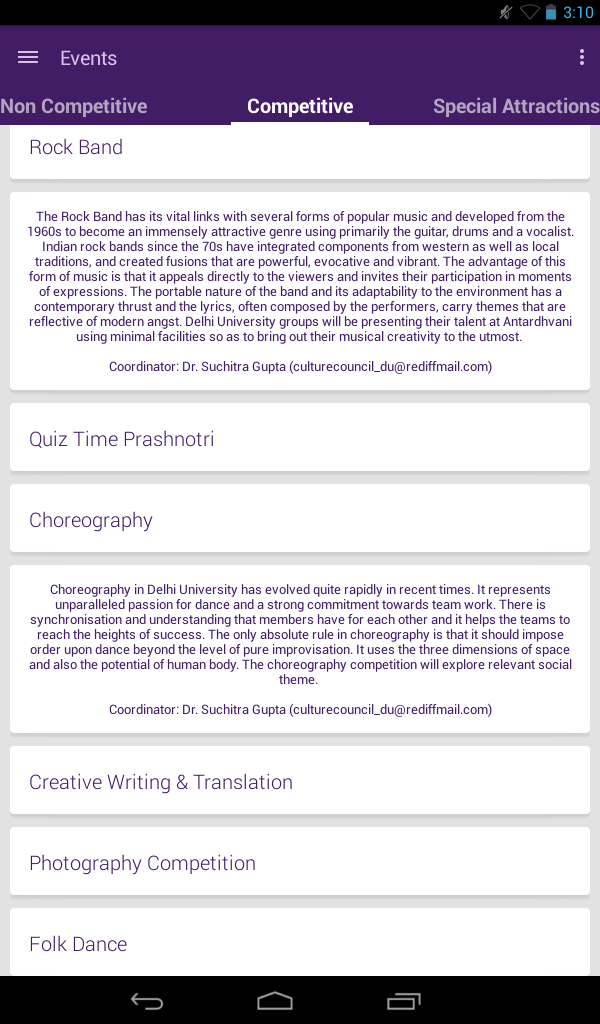 3:10
Events
Non Competitive
Competitive
Special Attractions
Rock Band
The Rock Band has its vital links with several forms of popular music and developed from the
1960s to become an immensely attractive genre using primarily the guitar, drums and a vocalist.
Indian rock bands since the 70s have integrated components from western as well as local
traditions, and created fusions that are powerful, evocative and vibrant. The advantage of this
form of music is that it appeals directly to the viewers and invites their participation in moments
of expressions. The portable nature of the band and its adaptability to the environment has a
contemporary thrust and the lyrics, often composed by the performers, carry themes that are
reflective of modern angst. Delhi University groups will be presenting their talent at Antardhvani
using minimal facilities so as to bring out their musical creativity to the utmost.
Coordinator: Dr. Suchitra Gupta (culturecouncil_du@rediffmail.com)
Quiz Time Prashnotri
Choreography
Choreography in Delhi University has evolved quite rapidly in recent times. It represents
unparalleled passion for dance and a strong commitment towards team work. There is
synchronisation and understanding that members have for each other and it helps the teams to
reach the heights of success. The only absolute rule in choreography is that it should impose
order upon dance beyond the level of pure improvisation. It uses the three dimensions of space
and also the potential of human body. The choreography competition will explore relevant social
theme.
Coordinator: Dr. Suchitra Gupta (culturecouncil_du@rediffmail.com)
Creative Writing & Translation
Photography Competition
Folk Dance